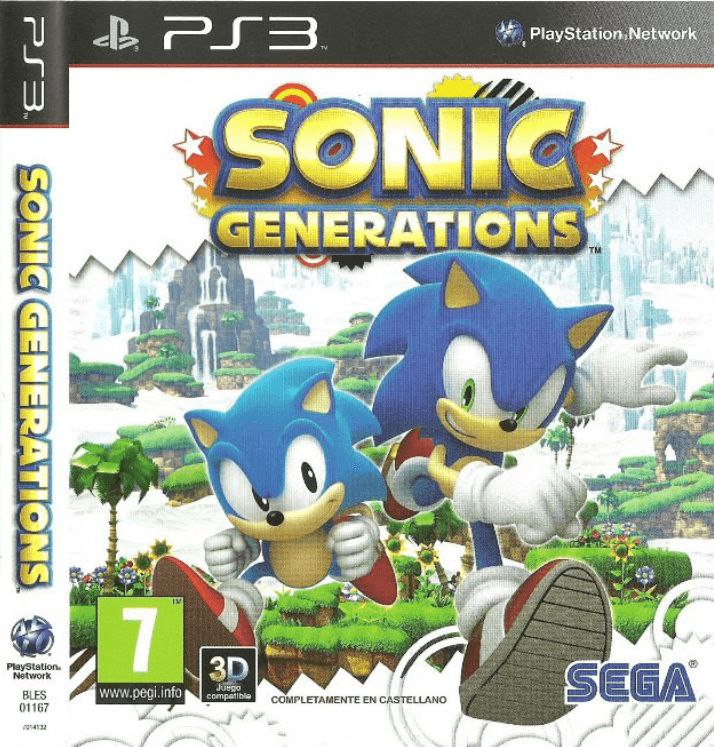 PS3
SONIC GENERATIONS
PlayStation
Network
BLES
01167
PS3
PlayStation Network
SONIC
GENERATIONS
TM
7
www.pegi.info
3D
Juego
compatible
COMPLETAMENTE EN CASTELLANO
SEGA®